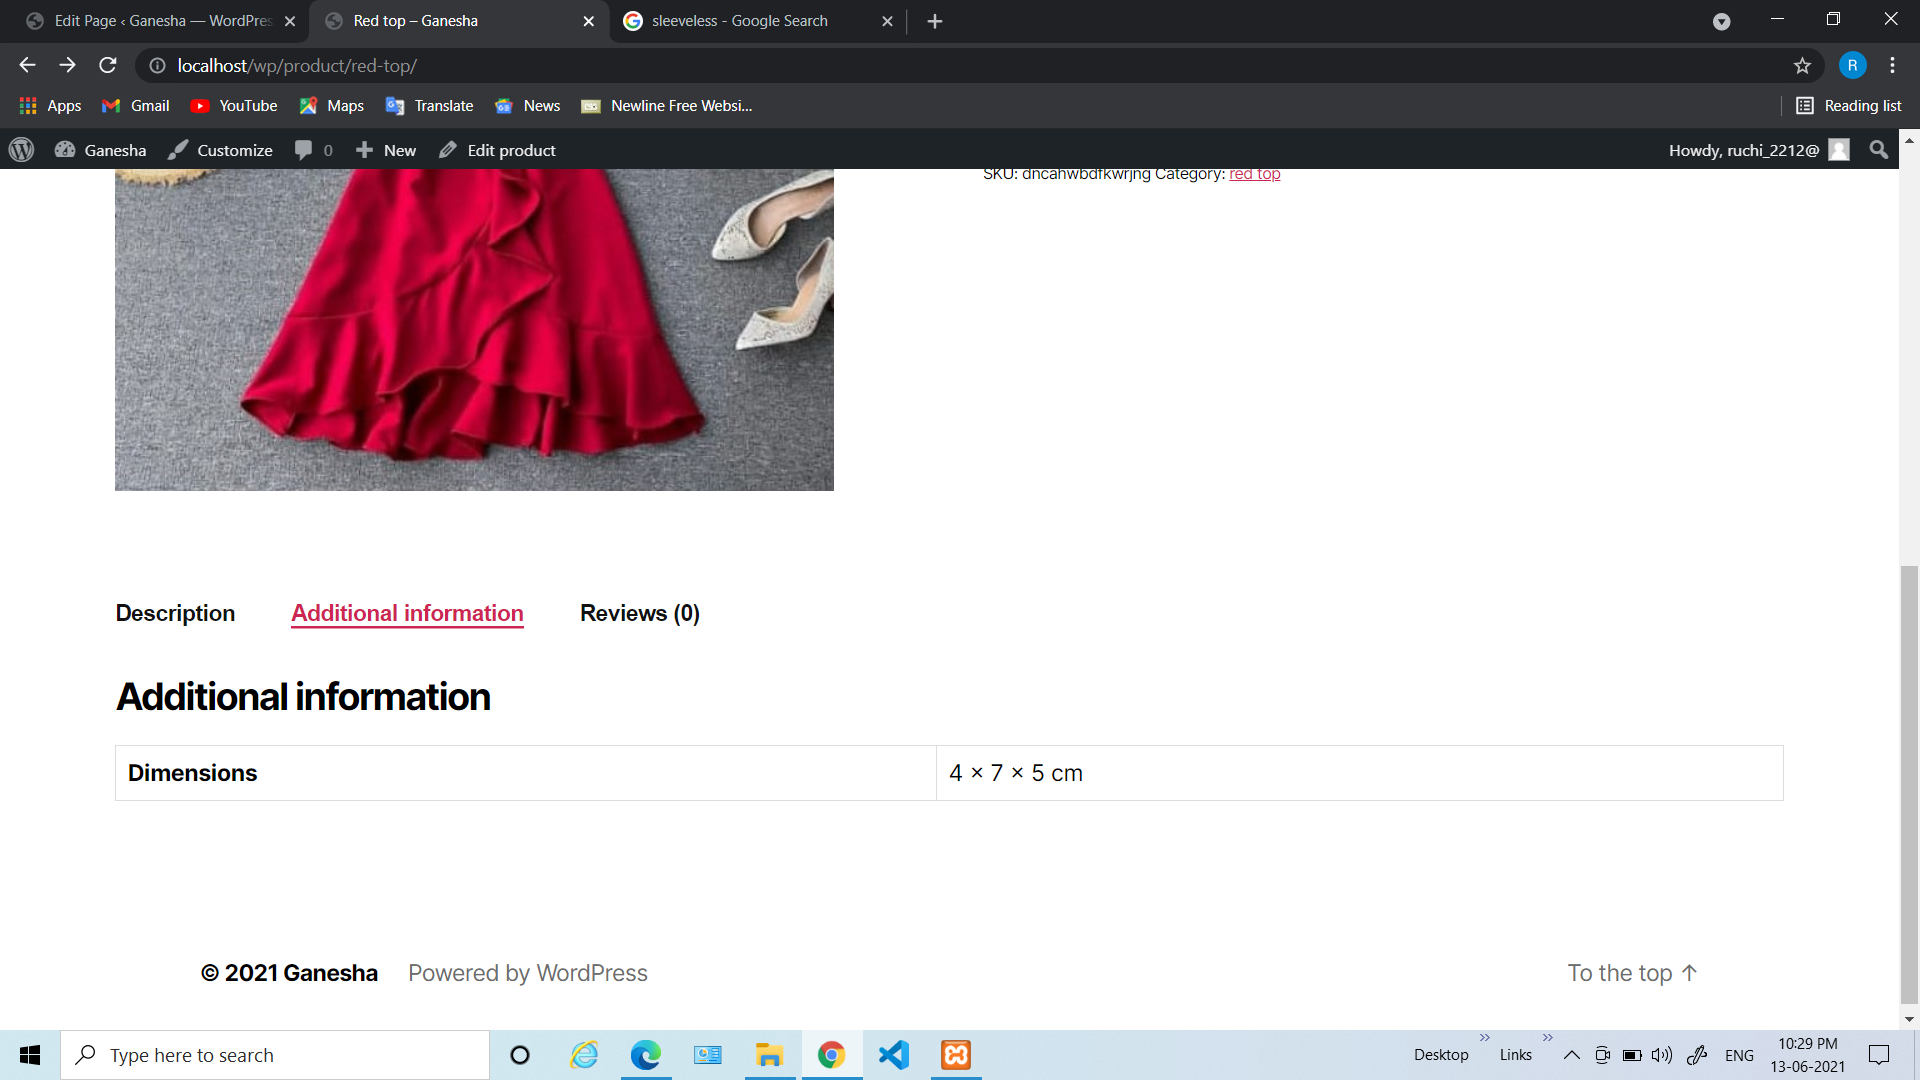 Edit Page ‹ Ganesha — WordPres
Red top – Ganesha
sleeveless - Google Search
localhost/wp/product/red-top/
R
Apps
Gmail
YouTube
Maps
Translate
News
Newline Free Websi...
Reading list
Ganesha
Customize
0
New
Edit product
Howdy, ruchi_2212@
SKU: dncahwbdfkwrjng Category: red top
Description
Additional information
Reviews (0)
Additional information
Dimensions
4 × 7 × 5 cm
© 2021 Ganesha
Powered by WordPress
To the top ↑
Type here to search
Desktop
Links
ENG
10:29 PM
13-06-2021